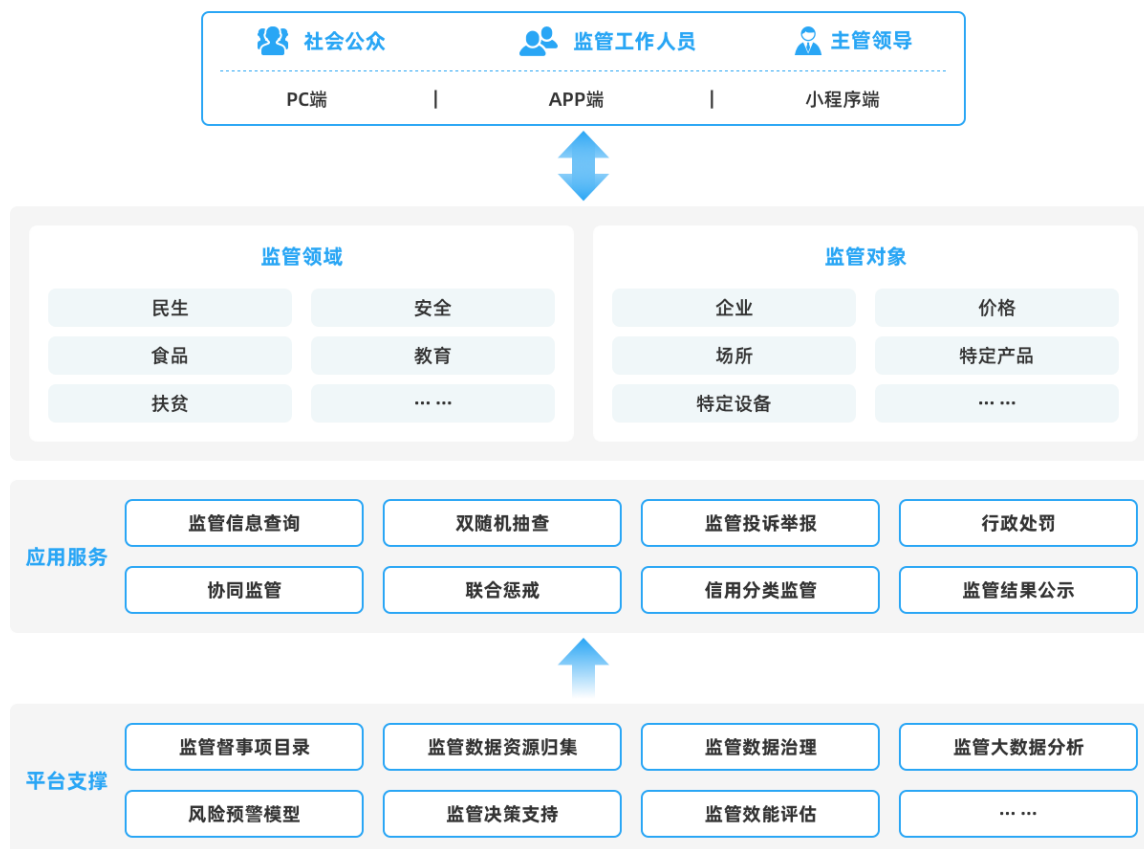 社会公众 监管工作人员 主管领导
PC端 | APP端 | 小程序端
监管领域 监管对象
民生 安全 企业 价格
食品 教育 场所 特定产品
扶贫 …… 特定设备 ……
应用服务
监管信息查询 双随机抽查 监管投诉举报 行政处罚
协同监管 联合惩戒 信用分类监管 监管结果公示
平台支撑
监管督事项目录 监管数据资源归集 监管数据治理 监管大数据分析
风险预警模型 监管决策支持 监管效能评估 ……